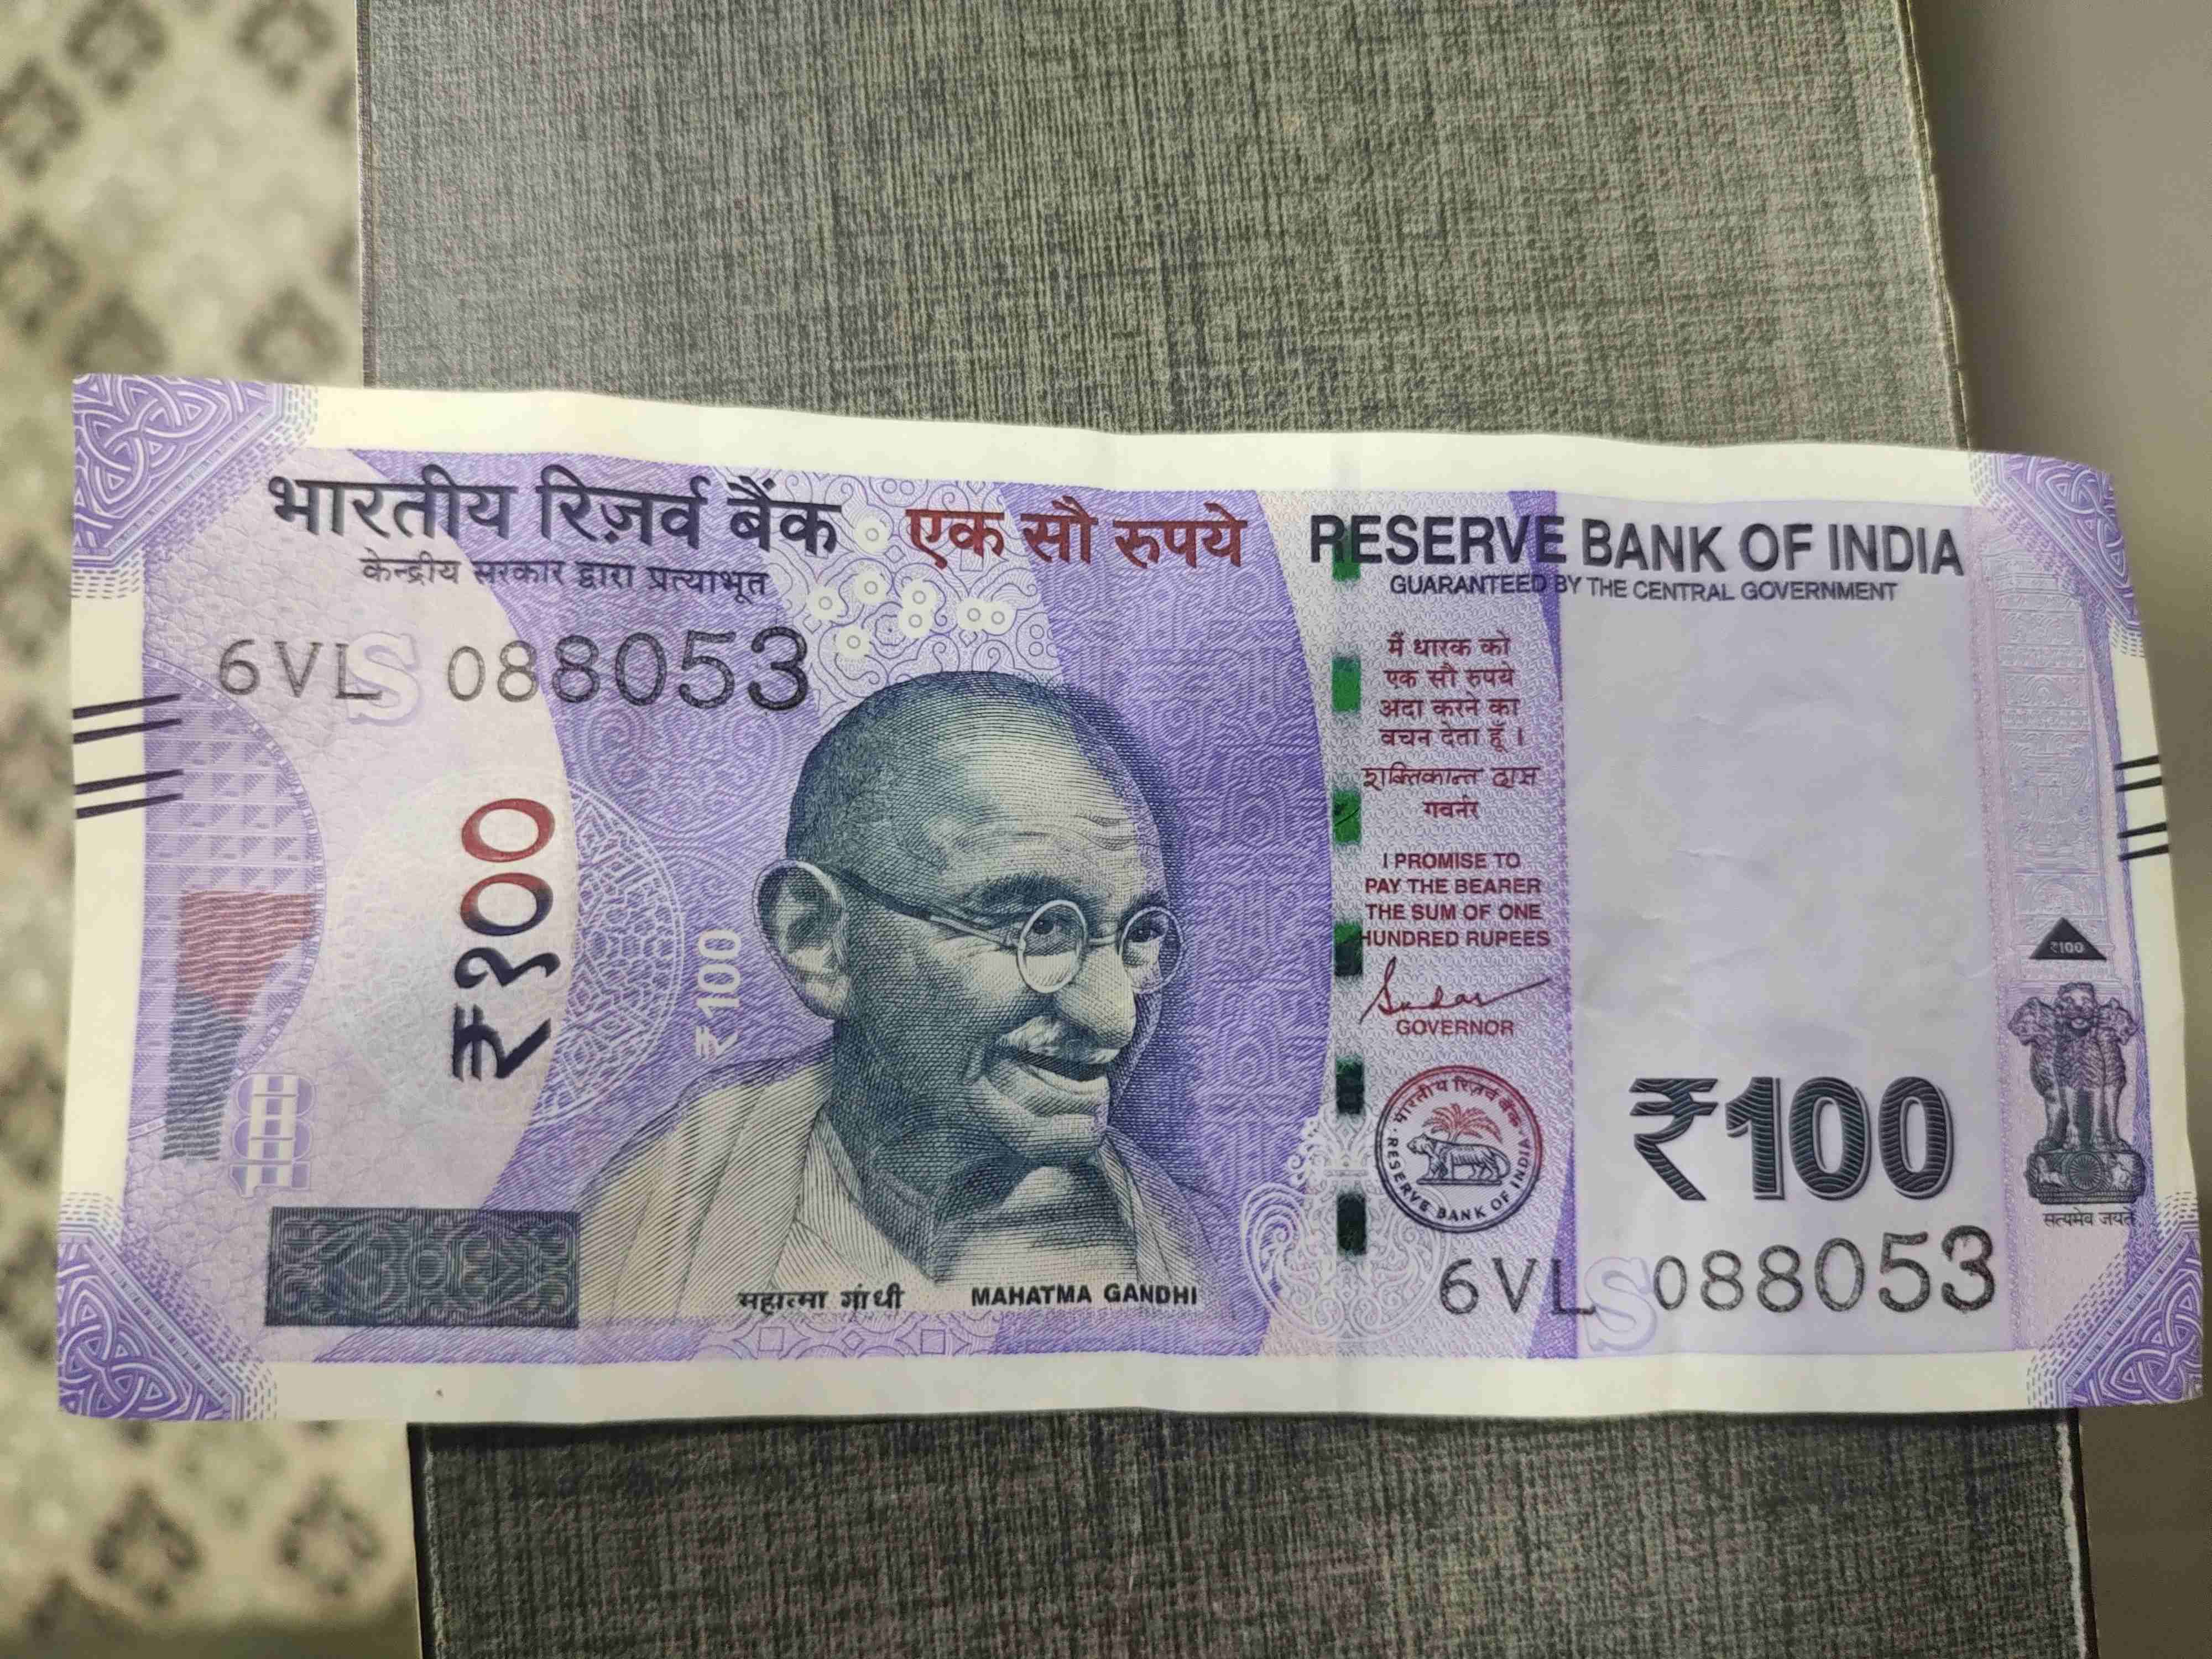 भारतीय रिज़र्व बैंक
केन्द्रीय सरकार द्वारा प्रत्याभूत
एक सौ रुपये
RESERVE BANK OF INDIA
GUARANTEED BY THE CENTRAL GOVERNMENT
6VL S 088053
₹१००
₹100
100
मैं धारक को
एक सौ रुपये
अदा करने का
वचन देता हूँ ।
शक्तिकान्त दास
गवर्नर
I PROMISE TO
PAY THE BEARER
THE SUM OF ONE
HUNDRED RUPEES
GOVERNOR
भारतीय रिज़र्व बैंक
RESERVE BANK OF INDIA
₹100
₹100
सत्यमेव जयते
6VL S 088053
महात्मा गांधी
MAHATMA GANDHI